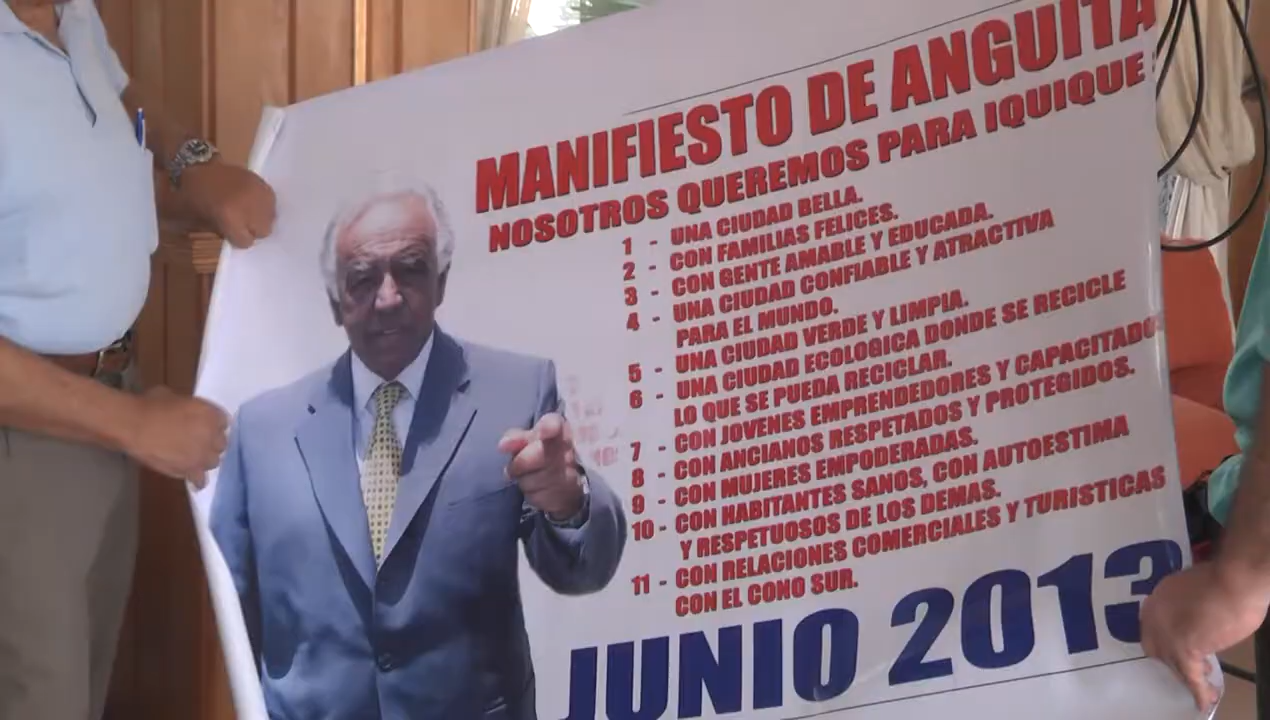 MANIFIESTO DE ANGUITA
NOSOTROS QUEREMOS PARA IQUIQUE:
1 - UNA CIUDAD BELLA.
2 - CON FAMILIAS FELICES.
3 - CON GENTE AMABLE Y EDUCADA.
4 - UNA CIUDAD CONFIABLE Y ATRACTIVA
PARA EL MUNDO.
5 - UNA CIUDAD VERDE Y LIMPIA.
6 - UNA CIUDAD ECOLOGICA DONDE SE RECICLE
LO QUE SE PUEDA RECICLAR.
7 - CON JOVENES EMPRENDEDORES Y CAPACITADO
8 - CON ANCIANOS RESPETADOS Y PROTEGIDOS.
9 - CON MUJERES EMPODERADAS.
10 - CON HABITANTES SANOS, CON AUTOESTIMA
Y RESPETUOSOS DE LOS DEMAS.
11 - CON RELACIONES COMERCIALES Y TURISTICAS
CON EL CONO SUR.
JUNIO 2013